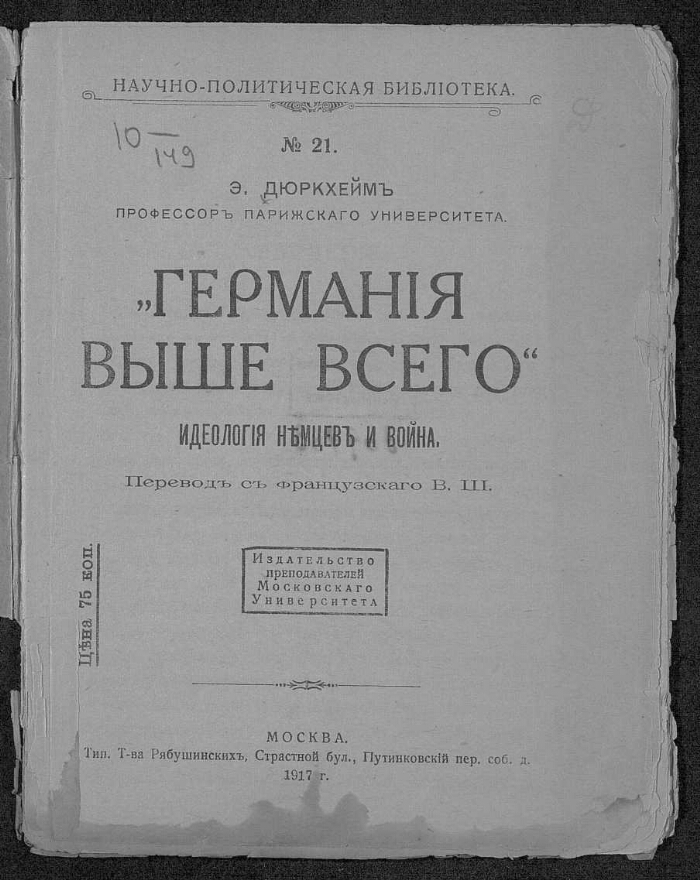 НАУЧНО-ПОЛИТИЧЕСКАЯ БИБЛІОТЕКА.
10
149
№ 21.
Э. ДЮРКХЕЙМЪ
ПРОФЕССОРЪ ПАРИЖСКАГО УНИВЕРСИТЕТА.
„ГЕРМАНІЯ
ВЫШЕ ВСЕГО“
ИДЕОЛОГІЯ НѢМЦЕВЪ И ВОЙНА.
Переводъ съ французскаго В. Ш.
Цѣна 75 коп.
Издательство
преподавателей
Московскаго
Университета
МОСКВА.
Тип. Т-ва Рябушинскихъ, Страстной бул., Путинковскій пер. соб. д.
1917 г.